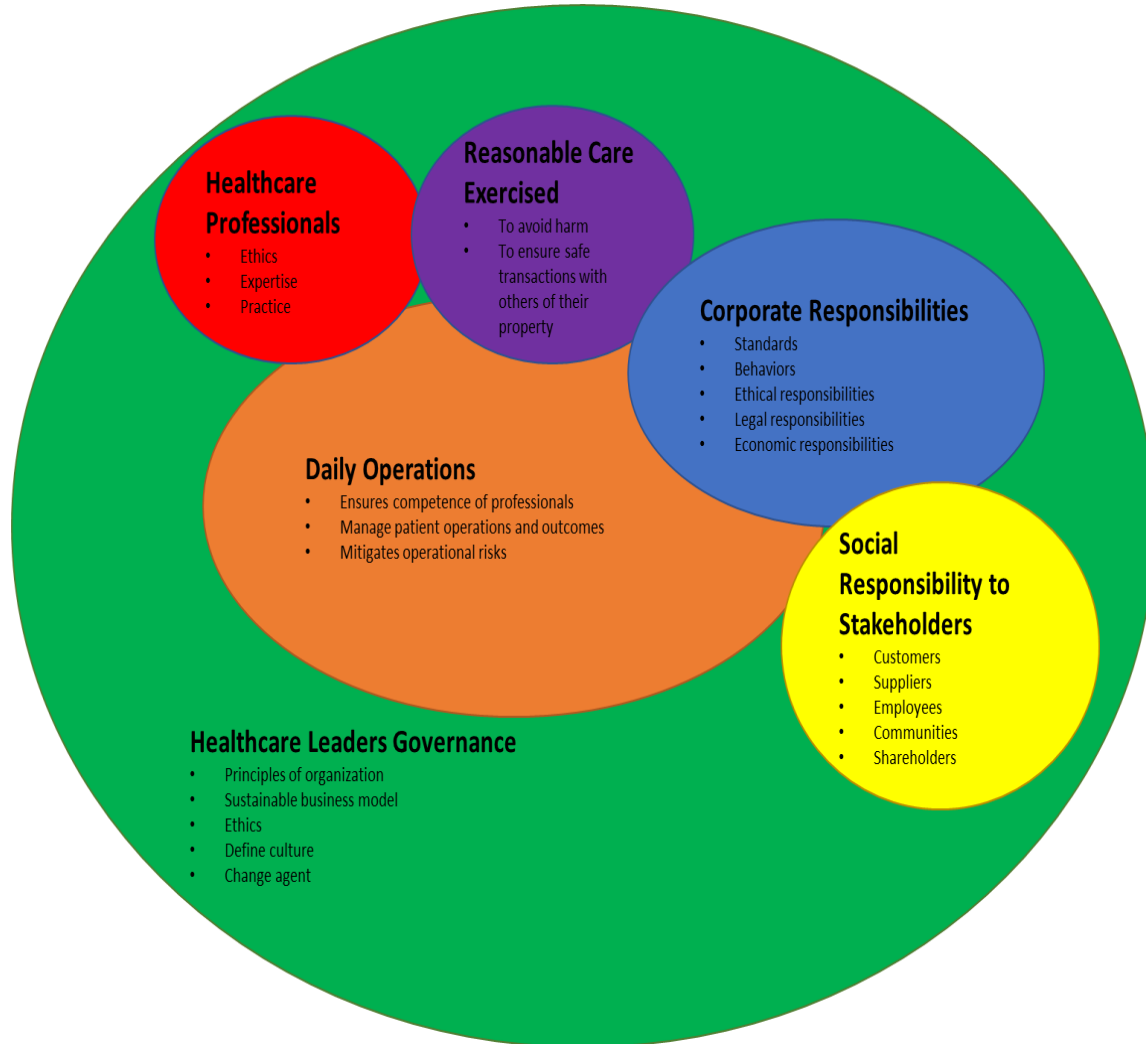 Healthcare
Professionals
• Ethics
• Expertise
• Practice
Reasonable Care
Exercised
• To avoid harm
• To ensure safe
transactions with
others of their
property
Corporate Responsibilities
• Standards
• Behaviors
• Ethical responsibilities
• Legal responsibilities
• Economic responsibilities
Daily Operations
• Ensures competence of professionals
• Manage patient operations and outcomes
• Mitigates operational risks
Social
Responsibility to
Stakeholders
• Customers
• Suppliers
• Employees
• Communities
• Shareholders
Healthcare Leaders Governance
• Principles of organization
• Sustainable business model
• Ethics
• Define culture
• Change agent